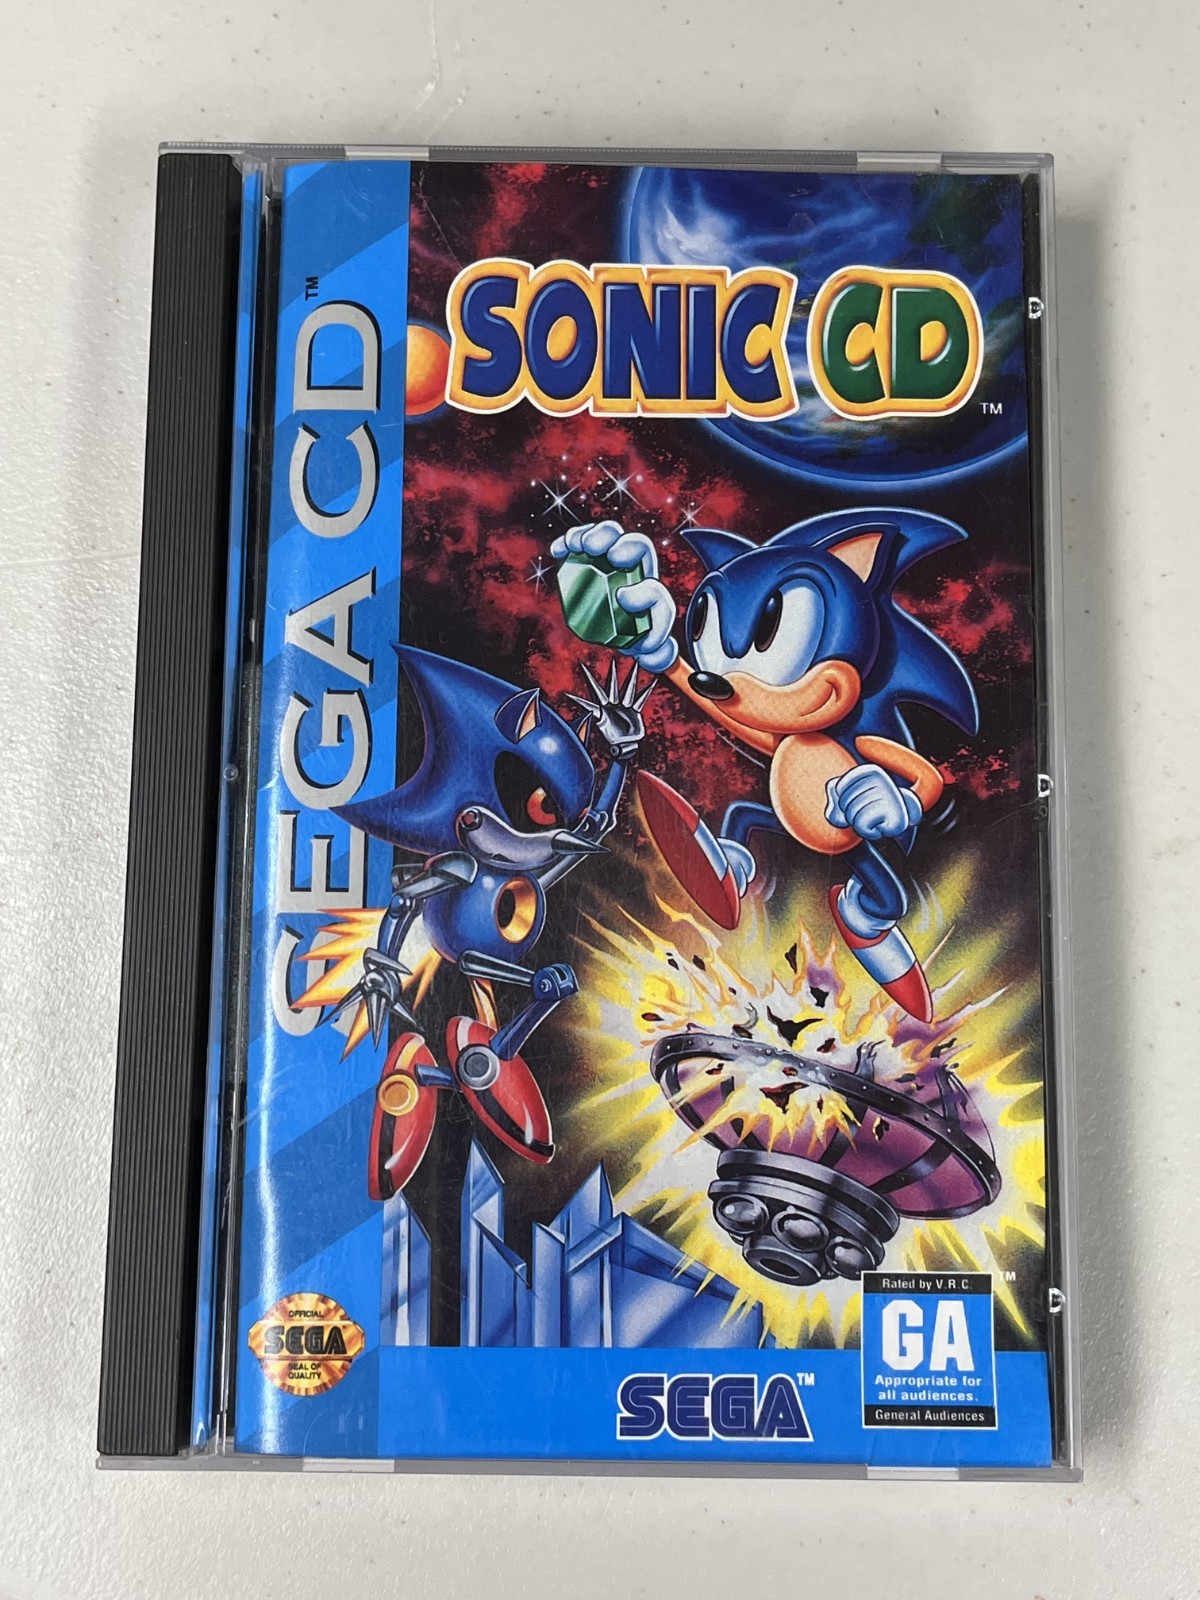 SEGA CD™
SONIC CD™
OFFICIAL
SEGA
SEAL OF
QUALITY
SEGA™
Rated by V.R.C.
™
GA
Appropriate for
all audiences.
General Audiences